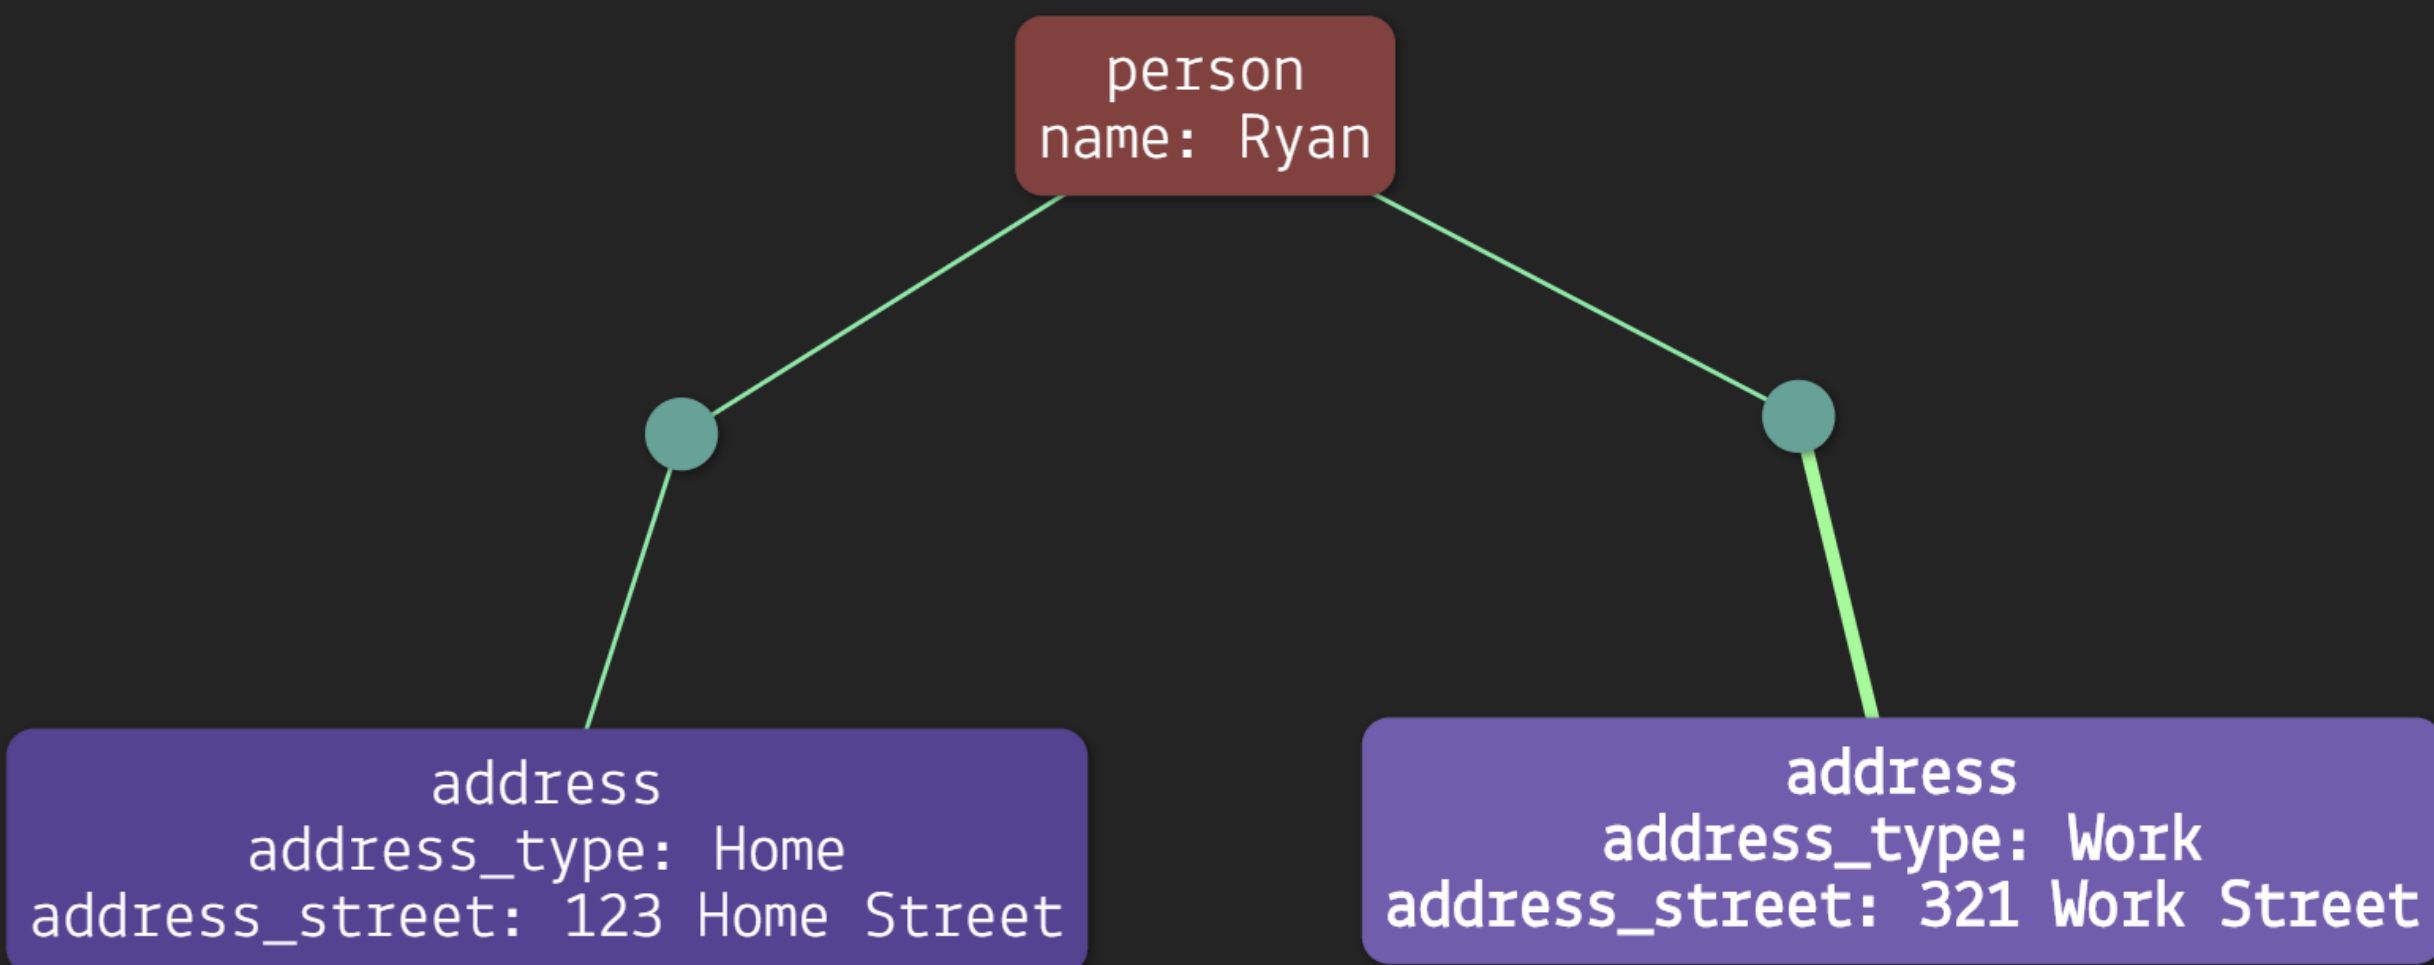 person
name: Ryan
address
address_type: Home
address_street: 123 Home Street
address
address_type: Work
address_street: 321 Work Street